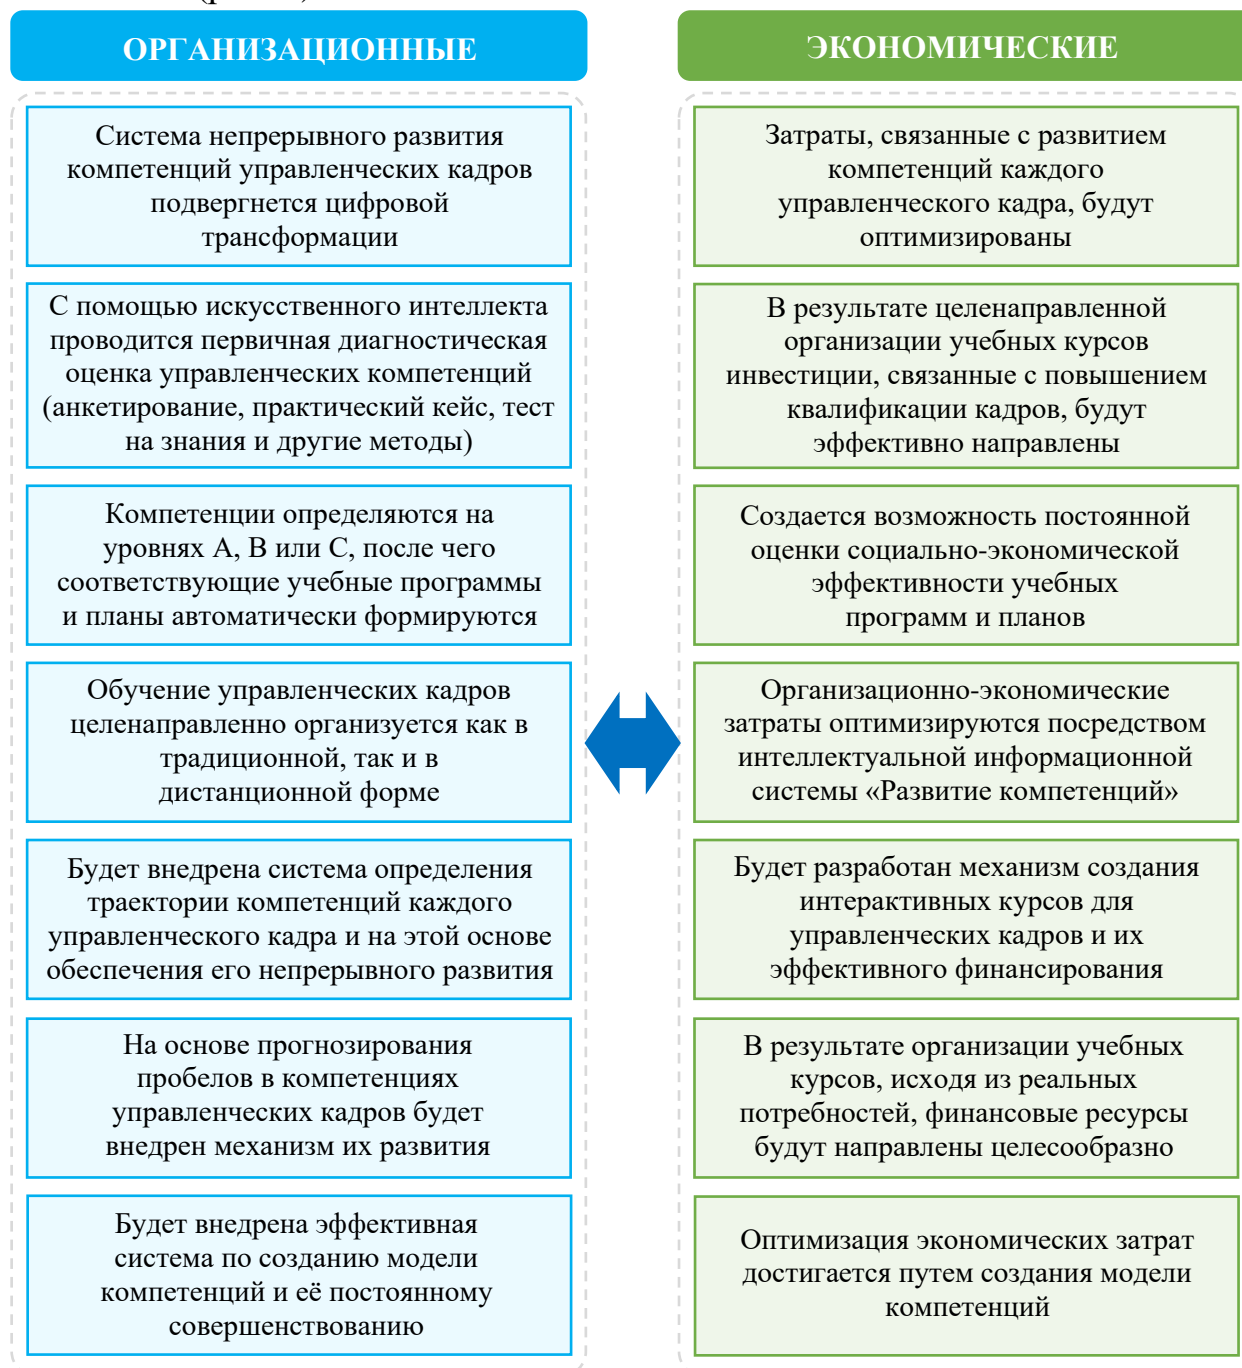 ОРГАНИЗАЦИОННЫЕ
Система непрерывного развития
компетенций управленческих кадров
подвергнется цифровой
трансформации
С помощью искусственного интеллекта
проводится первичная диагностическая
оценка управленческих компетенций
(анкетирование, практический кейс, тест
на знания и другие методы)
Компетенции определяются на
уровнях А, В или С, после чего
соответствующие учебные программы
и планы автоматически формируются
Обучение управленческих кадров
целенаправленно организуется как в
традиционной, так и в
дистанционной форме
Будет внедрена система определения
траектории компетенций каждого
управленческого кадра и на этой основе
обеспечения его непрерывного развития
На основе прогнозирования
пробелов в компетенциях
управленческих кадров будет
внедрен механизм их развития
Будет внедрена эффективная
система по созданию модели
компетенций и её постоянному
совершенствованию
ЭКОНОМИЧЕСКИЕ
Затраты, связанные с развитием
компетенций каждого
управленческого кадра, будут
оптимизированы
В результате целенаправленной
организации учебных курсов
инвестиции, связанные с повышением
квалификации кадров, будут
эффективно направлены
Создается возможность постоянной
оценки социально-экономической
эффективности учебных
программ и планов
Организационно-экономические
затраты оптимизируются посредством
интеллектуальной информационной
системы «Развитие компетенций»
Будет разработан механизм создания
интерактивных курсов для
управленческих кадров и их
эффективного финансирования
В результате организации учебных
курсов, исходя из реальных
потребностей, финансовые ресурсы
будут направлены целесообразно
Оптимизация экономических затрат
достигается путем создания модели
компетенций